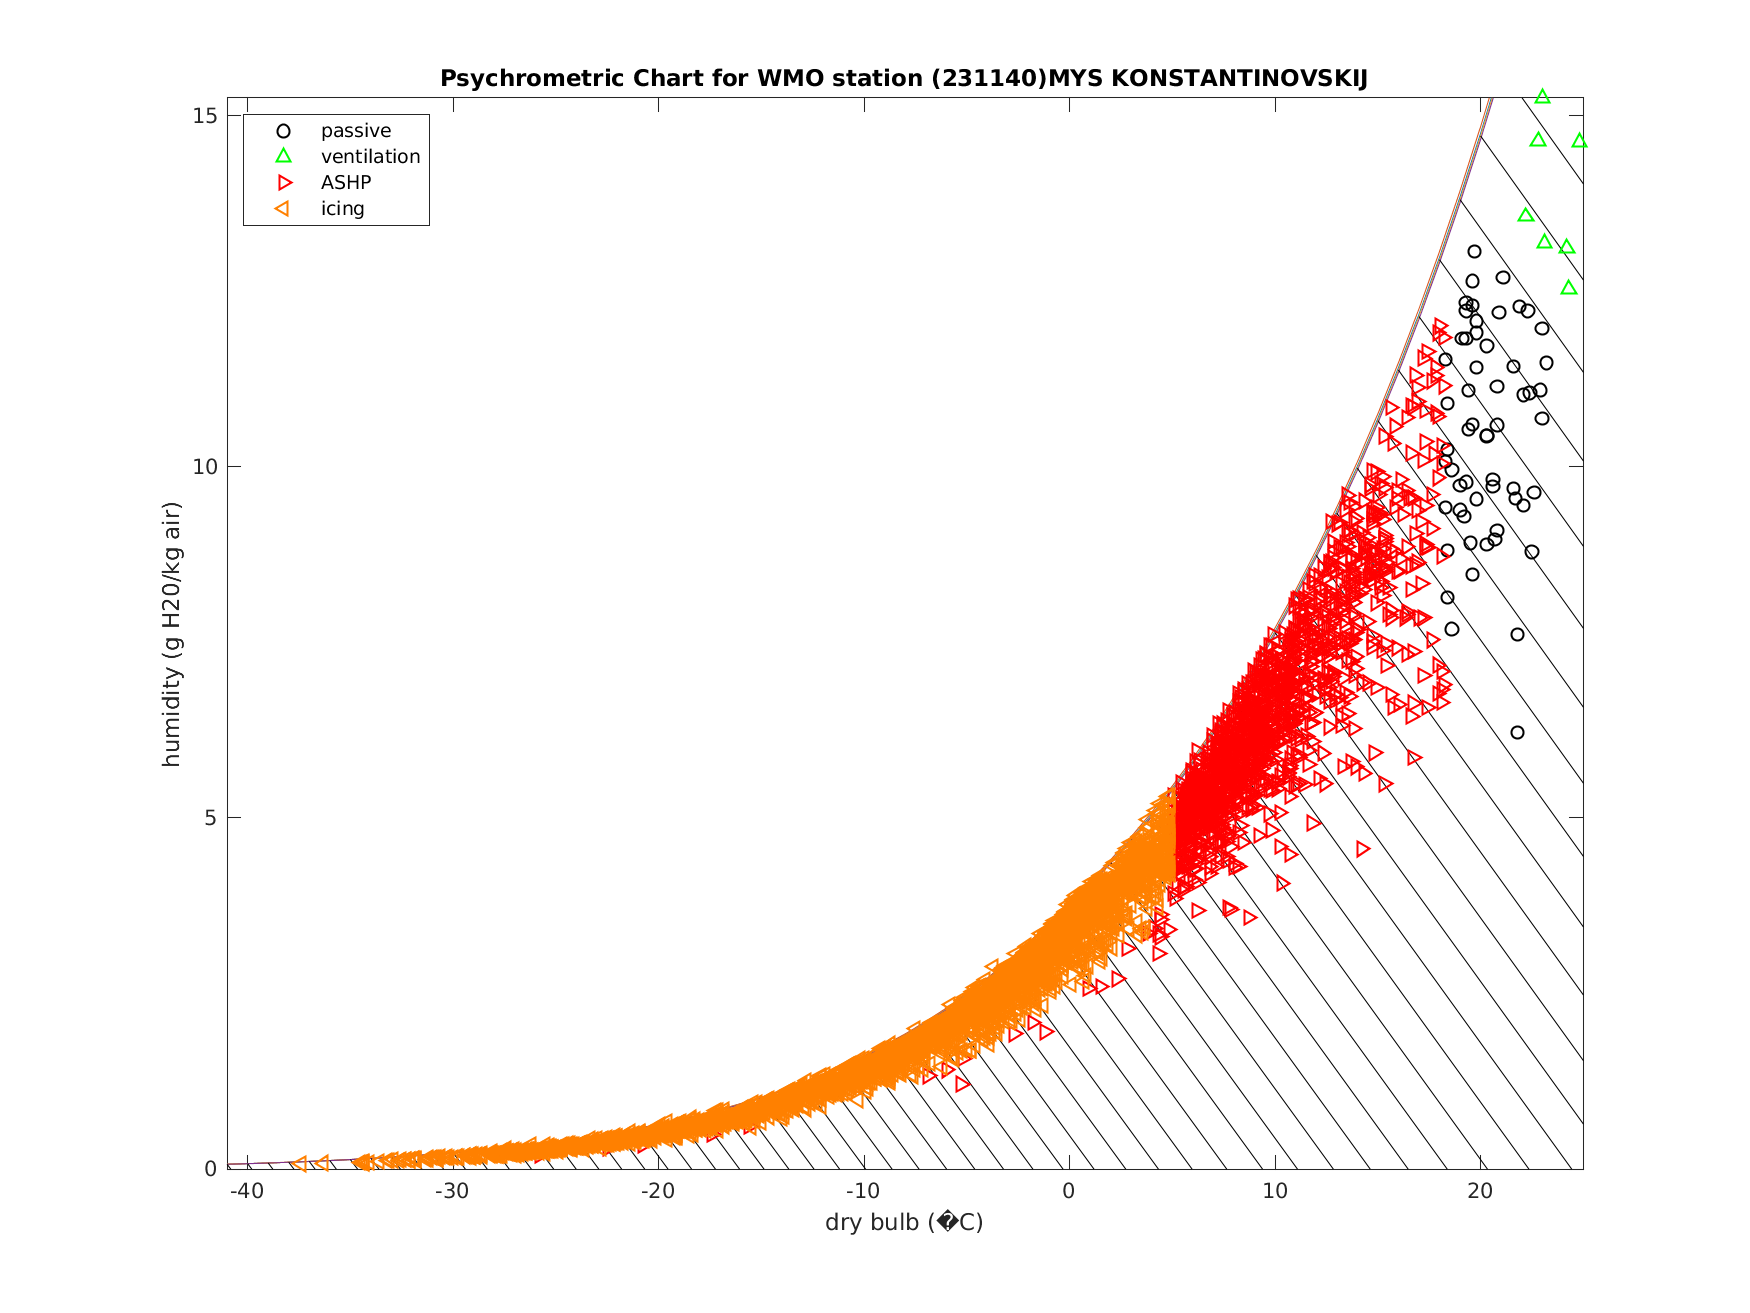 Psychrometric Chart for WMO station (231140)MYS KONSTANTINOVSKIJ
passive
ventilation
ASHP
icing
humidity (g H20/kg air)
15
10
5
0
-40
-30
-20
-10
0
10
20
dry bulb (�C)